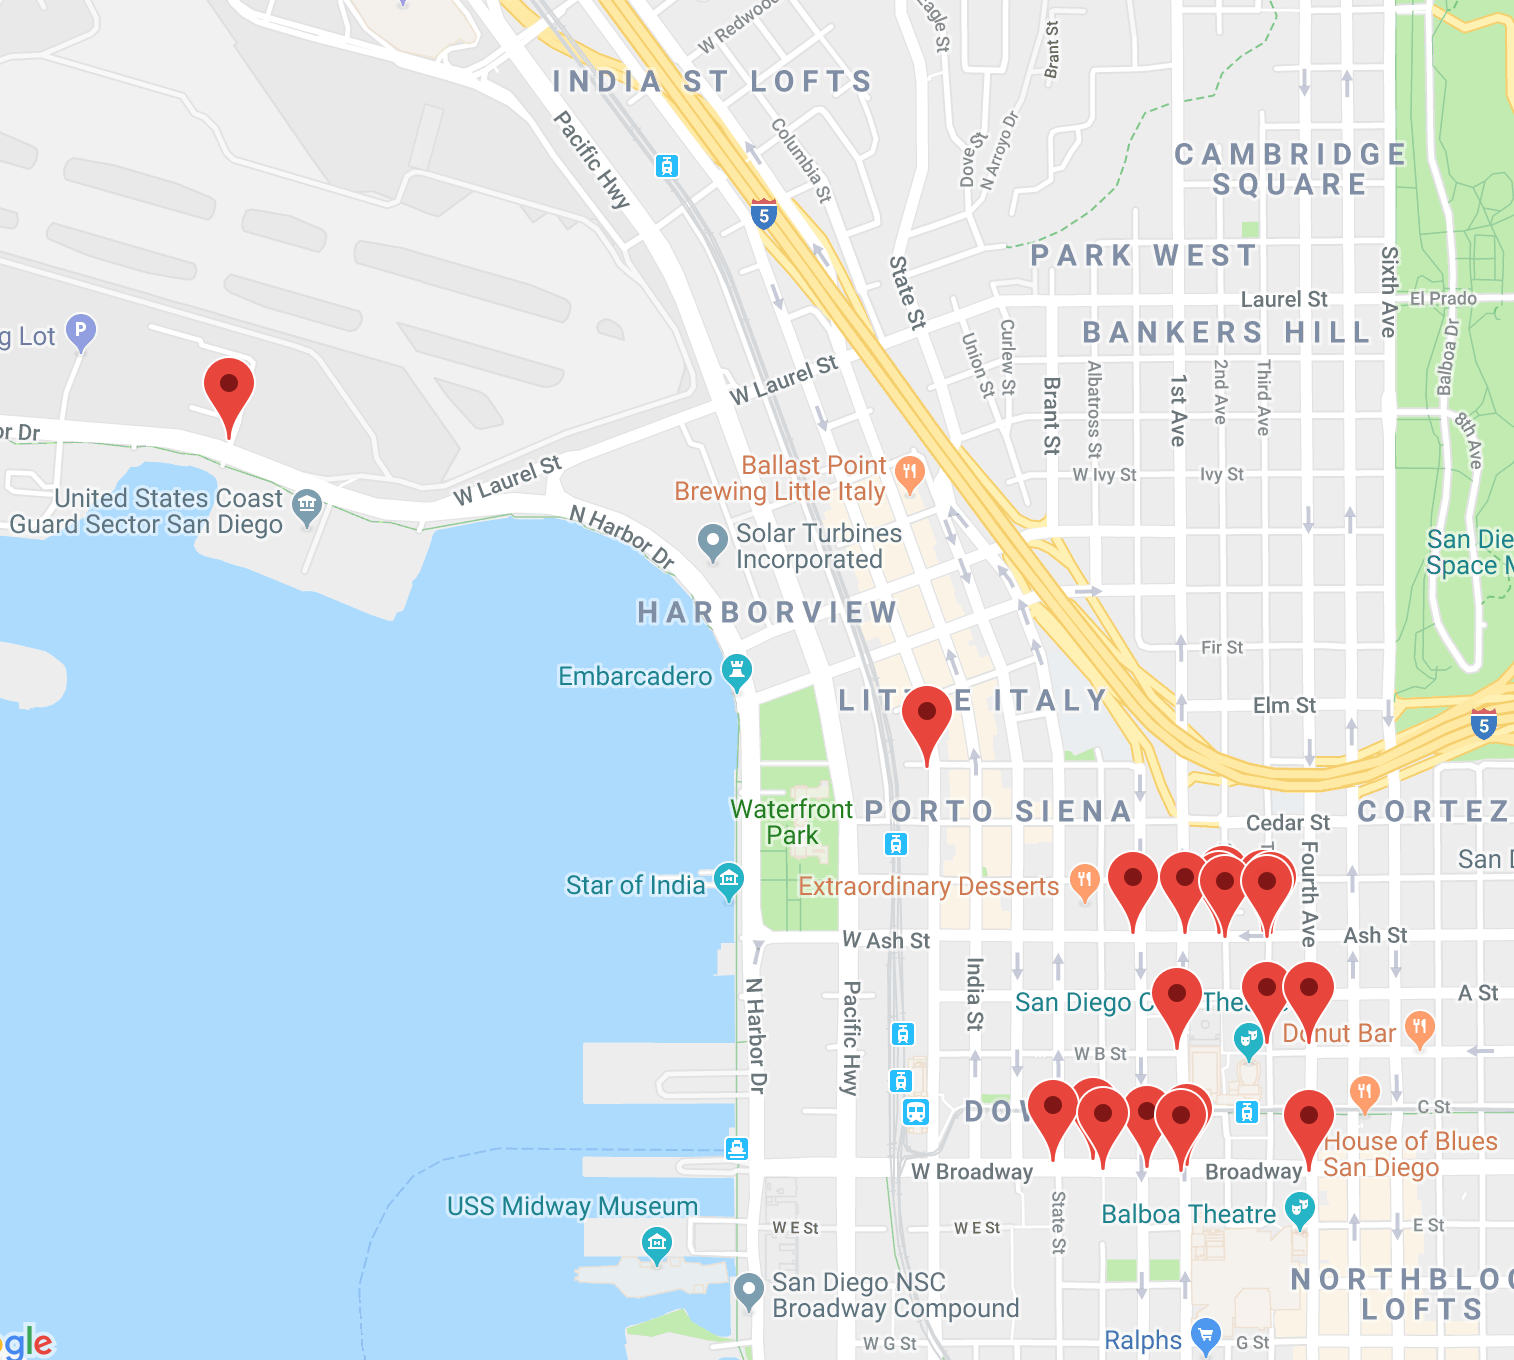 W Redwood
Eagle St
Brant St
INDIA ST LOFTS
Pacific Hwy
Columbia St
Dove St
N Arroyo Dr
CAMBRIDGE
SQUARE
5
PARK WEST
State St
Laurel St
Sixth Ave
El Prado
BANKERS HILL
g Lot
P
Union St
Curlew St
Balboa Dr
W Laurel St
Brant St
Albatross St
1st Ave
2nd Ave
Third Ave
8th Ave
or Dr
Ballast Point
Brewing Little Italy
W Ivy St
Ivy St
W Laurel St
United States Coast
Guard Sector San Diego
N Harbor Dr
Solar Turbines
Incorporated
San Die
Space M
HARBORVIEW
Fir St
Embarcadero
LITTLE ITALY
Elm St
5
Waterfront
Park
PORTO SIENA
Cedar St
CORTEZ
Fourth Ave
San D
Star of India
Extraordinary Desserts
W Ash St
Ash St
N Harbor Dr
Pacific Hwy
India St
San Diego C
Thea
A St
Donut Bar
W B St
DOW
C St
House of Blues
San Diego
W Broadway
Broadway
USS Midway Museum
State St
Balboa Theatre
W E St
W E St
E St
San Diego NSC
Broadway Compound
NORTHBLOC
LOFTS
ogle
W G St
Ralphs
G St